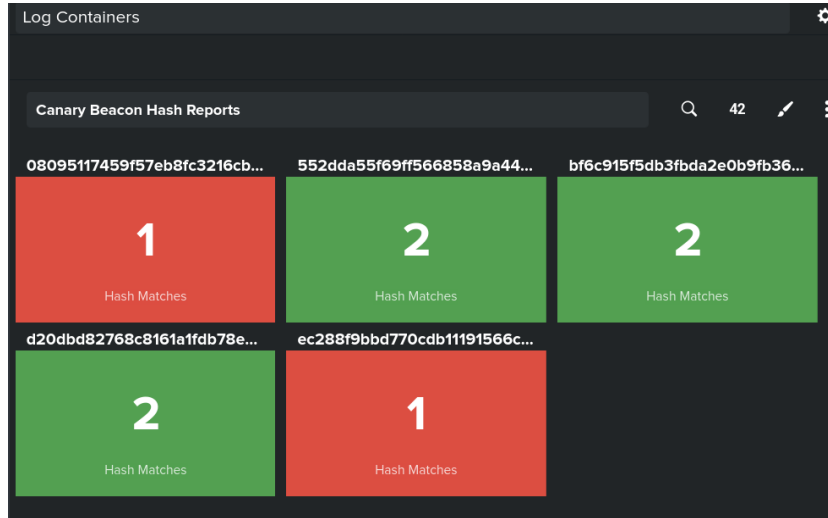 Log Containers
Canary Beacon Hash Reports
42
08095117459f57eb8fc3216cb...
552dda55f69ff566858a9a44...
bf6c915f5db3fbda2e0b9fb36...
1
2
2
Hash Matches
Hash Matches
Hash Matches
d20dbd82768c8161a1fdb78e...
ec288f9bbd770cdb11191566c...
2
1
Hash Matches
Hash Matches